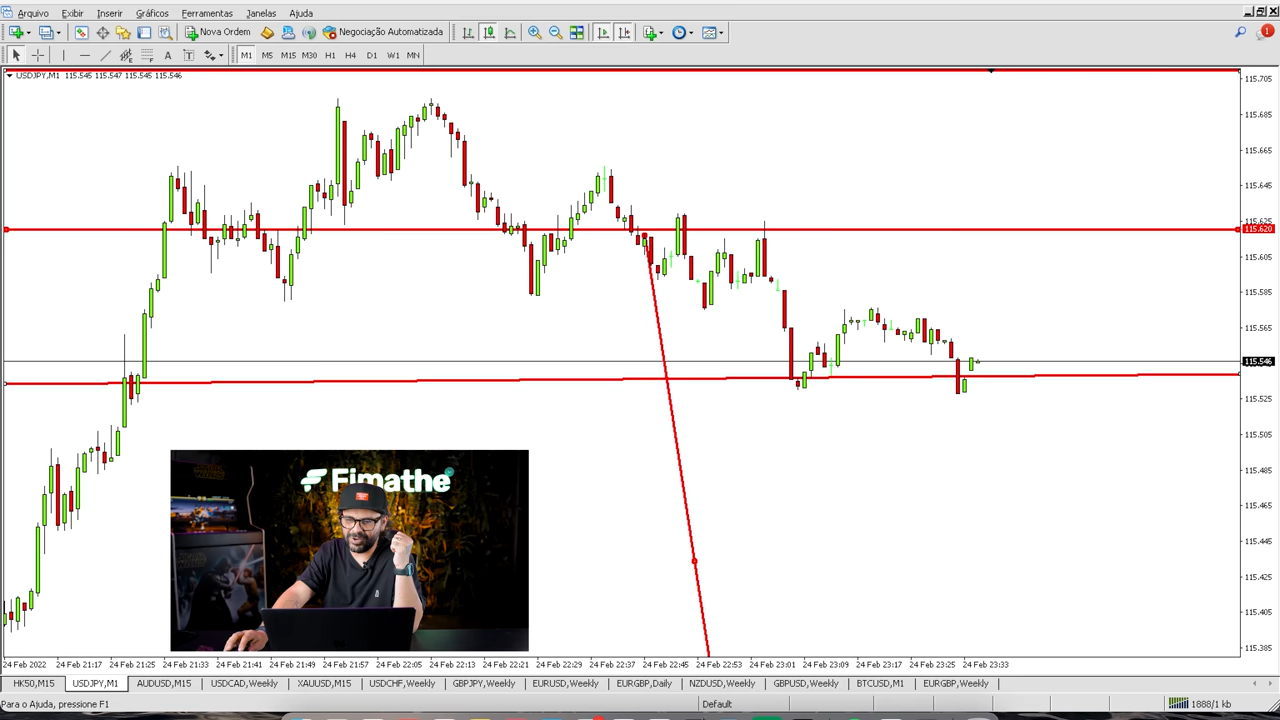 Arquivo Exibir Inserir Gráficos Ferramentas Janelas Ajuda
Nova Ordem Negociação Automatizada 1
A T M1 M5 M15 M30 H1 H4 D1 W1 MN
USDJPY,M1 115.545 115.547 115.545 115.546
115.705
115.685
115.665
115.645
115.625
115.620
115.605
115.585
115.565
115.546
115.525
115.505
115.485
115.465
115.445
115.425
115.405
115.385
Fimathe
24 Feb 2022 24 Feb 21:17 24 Feb 21:25 24 Feb 21:33 24 Feb 21:41 24 Feb 21:49 24 Feb 21:57 24 Feb 22:05 24 Feb 22:13 24 Feb 22:21 24 Feb 22:29 24 Feb 22:37 24 Feb 22:45 24 Feb 22:53 24 Feb 23:01 24 Feb 23:09 24 Feb 23:17 24 Feb 23:25 24 Feb 23:33
HK50,M15 USDJPY,M1 AUDUSD,M15 USDCAD,Weekly XAUUSD,M15 USDCHF,Weekly GBPJPY,Weekly EURUSD,Weekly EURGBP,Daily NZDUSD,Weekly GBPUSD,Weekly BTCUSD,M1 EURGBP,Weekly
Para o Ajuda, pressione F1 Default 1888/1 kb